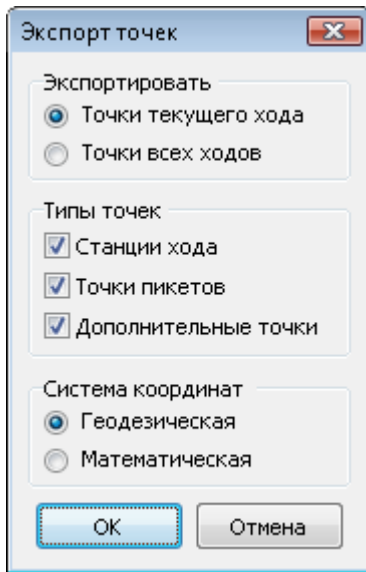 Экспорт точек
Экспортировать
Точки текущего хода
Точки всех ходов
Типы точек
Станции хода
Точки пикетов
Дополнительные точки
Система координат
Геодезическая
Математическая
ОК
Отмена